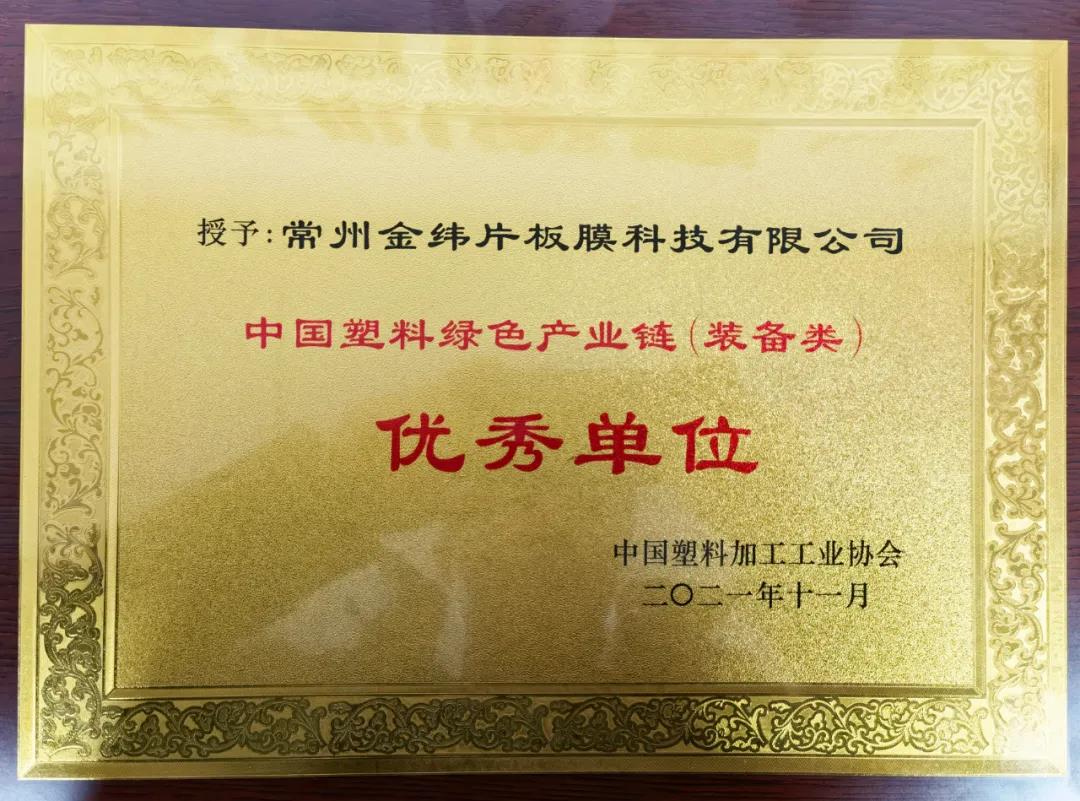 授予:常州金纬片板膜科技有限公司
中国塑料绿色产业链(装备类)
优秀单位
中国塑料加工工业协会
二〇二一年十一月